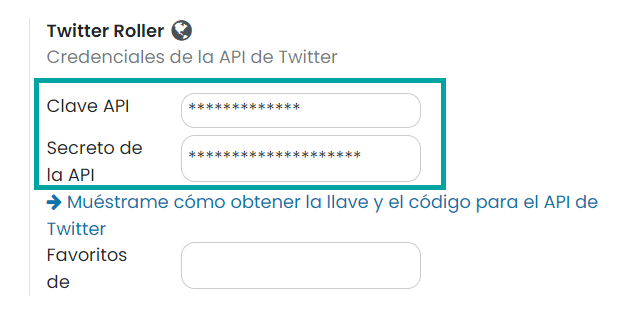 Twitter Roller
Credenciales de la API de Twitter
Clave API
*************
Secreto de
la API
********************
Muéstrame cómo obtener la llave y el código para el API de
Twitter
Favoritos
de